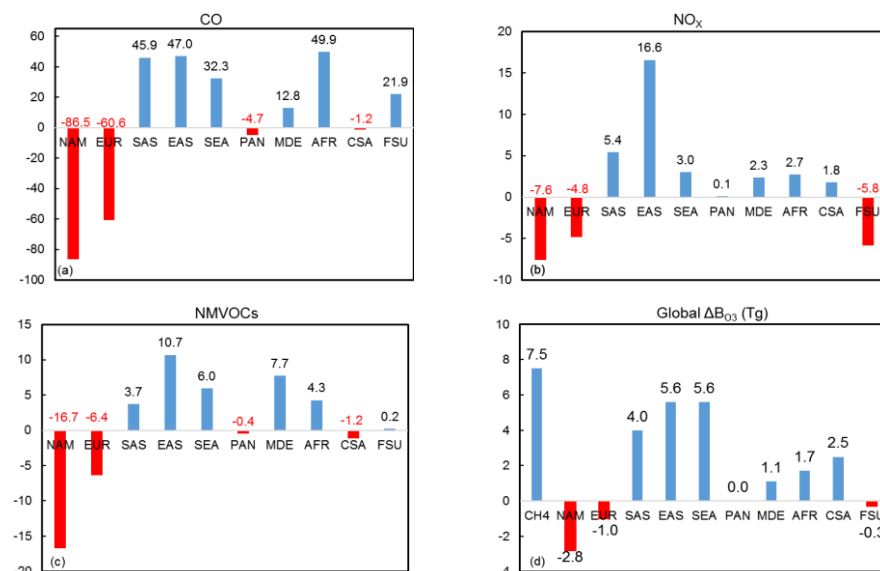 CO
60
40
20
0
-20
-40
-60
-80
-100
-86.5 -60.6 45.9 47.0 32.3 -4.7 12.8 49.9 -1.2 21.9
NAM EUR SAS EAS SEA PAN MDE AFR CSA FSU
(a)
NOX
20
15
10
5
0
-5
-10
-7.6 -4.8 5.4 16.6 3.0 0.1 2.3 2.7 1.8 -5.8
NAM EUR SAS EAS SEA PAN MDE AFR CSA FSU
(b)
NMVOCs
15
10
5
0
-5
-10
-15
-20
-16.7 -6.4 3.7 10.7 6.0 -0.4 7.7 4.3 -1.2 0.2
NAM EUR SAS EAS SEA PAN MDE AFR CSA FSU
(c)
Global ΔBO3 (Tg)
10
8
6
4
2
0
-2
-4
7.5 -2.8 -1.0 4.0 5.6 5.6 0.0 1.1 1.7 2.5 -0.3
CH4 NAM EUR SAS EAS SEA PAN MDE AFR CSA FSU
(d)